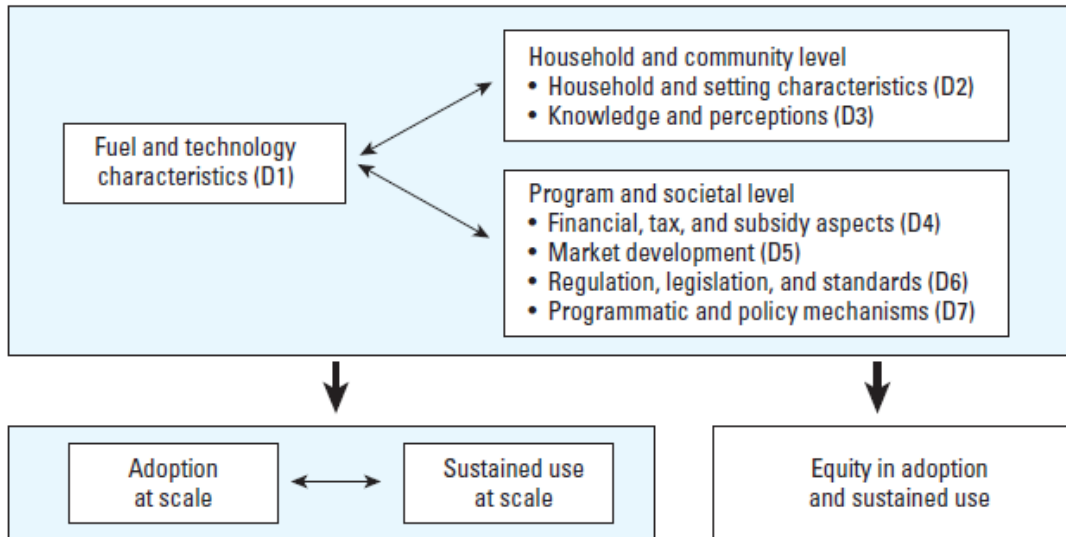 Fuel and technology
characteristics (D1)
Household and community level
• Household and setting characteristics (D2)
• Knowledge and perceptions (D3)
Program and societal level
• Financial, tax, and subsidy aspects (D4)
• Market development (D5)
• Regulation, legislation, and standards (D6)
• Programmatic and policy mechanisms (D7)
Adoption
at scale
Sustained use
at scale
Equity in adoption
and sustained use